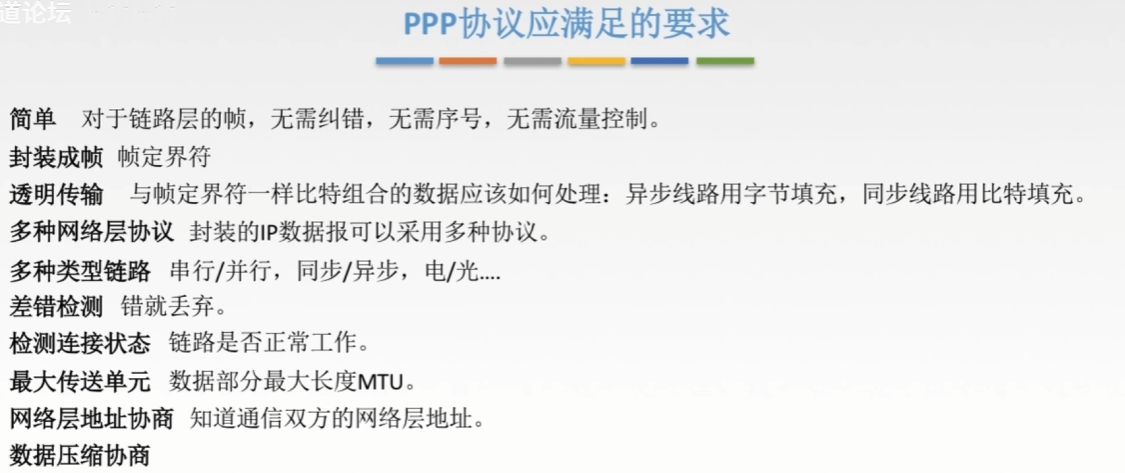 道论坛
PPP协议应满足的要求
简单 对于链路层的帧，无需纠错，无需序号，无需流量控制。
封装成帧 帧定界符
透明传输 与帧定界符一样比特组合的数据应该如何处理：异步线路用字节填充，同步线路用比特填充。
多种网络层协议 封装的IP数据报可以采用多种协议。
多种类型链路 串行/并行，同步/异步，电/光....
差错检测 错就丢弃。
检测连接状态 链路是否正常工作。
最大传送单元 数据部分最大长度MTU。
网络层地址协商 知道通信双方的网络层地址。
数据压缩协商